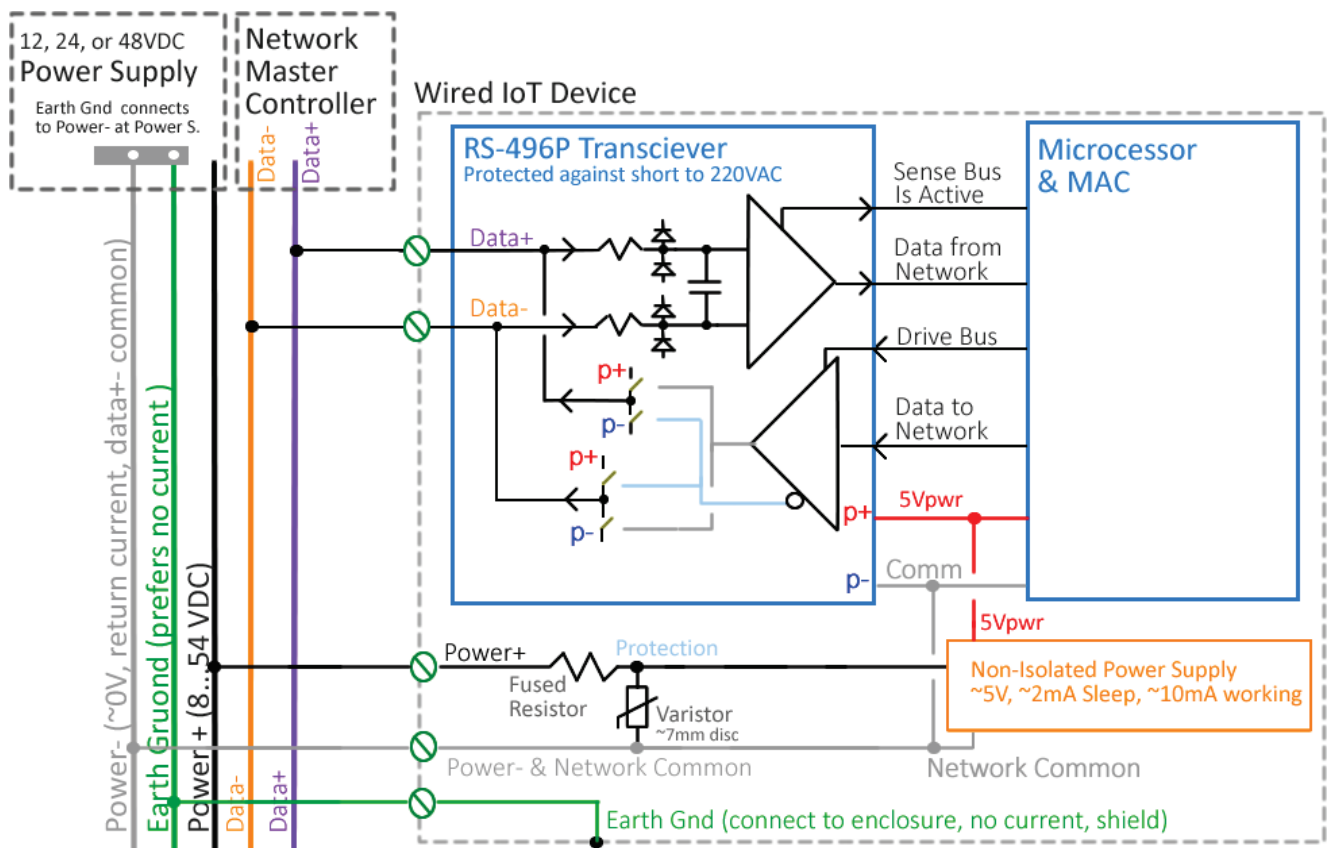 12, 24, or 48VDC
Power Supply
Earth Gnd connects
to Power- at Power S.
Network
Master
Controller
Data-
Data+
Wired IoT Device
RS-496P Transciever
Protected against short to 220VAC
Microcessor
& MAC
Sense Bus
Is Active
Data+
Data from
Network
Data-
Drive Bus
p+
p-
Data to
Network
p+
p-
p+
5Vpwr
p-
Comm
5Vpwr
Power+
Protection
Fused
Resistor
Varistor
~7mm disc
Non-Isolated Power Supply
~5V, ~2mA Sleep, ~10mA working
Power- & Network Common
Network Common
Earth Gnd (connect to enclosure, no current, shield)
Power- (~0V, return current, data+- common)
Earth Gruond (prefers no current )
Power + (8...54 VDC)
Data-
Data+